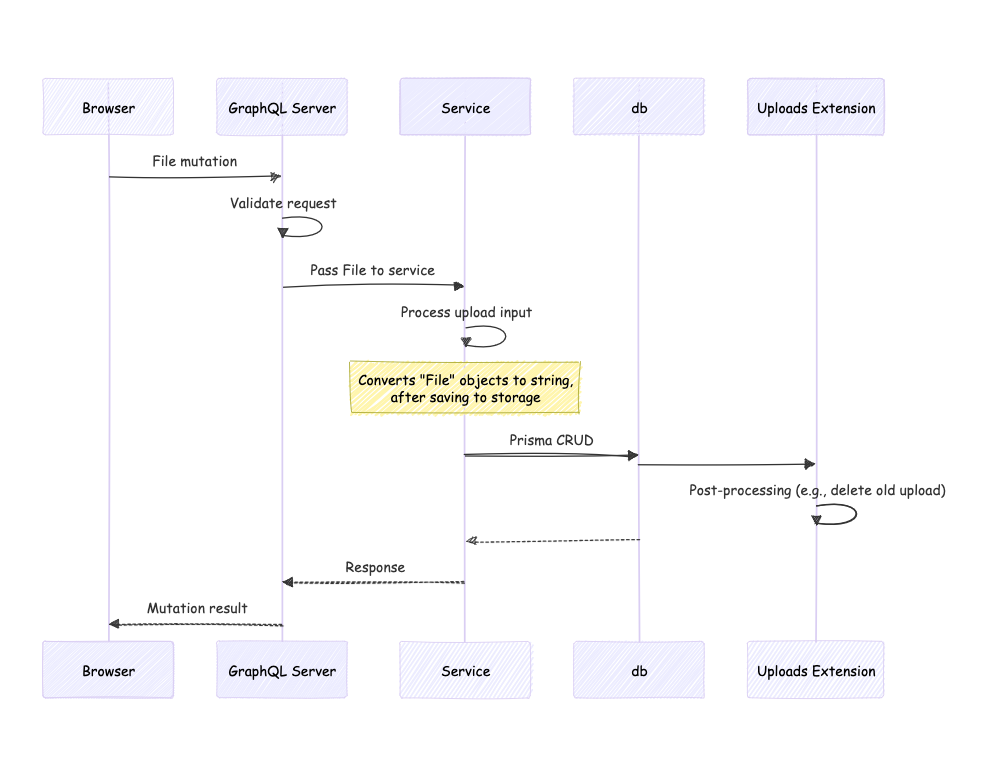 Browser
GraphQL Server
Service
db
Uploads Extension
File mutation
Validate request
Pass File to service
Process upload input
Converts "File" objects to string,
after saving to storage
Prisma CRUD
Post-processing (e.g., delete old upload)
Response
Mutation result
Browser
GraphQL Server
Service
db
Uploads Extension